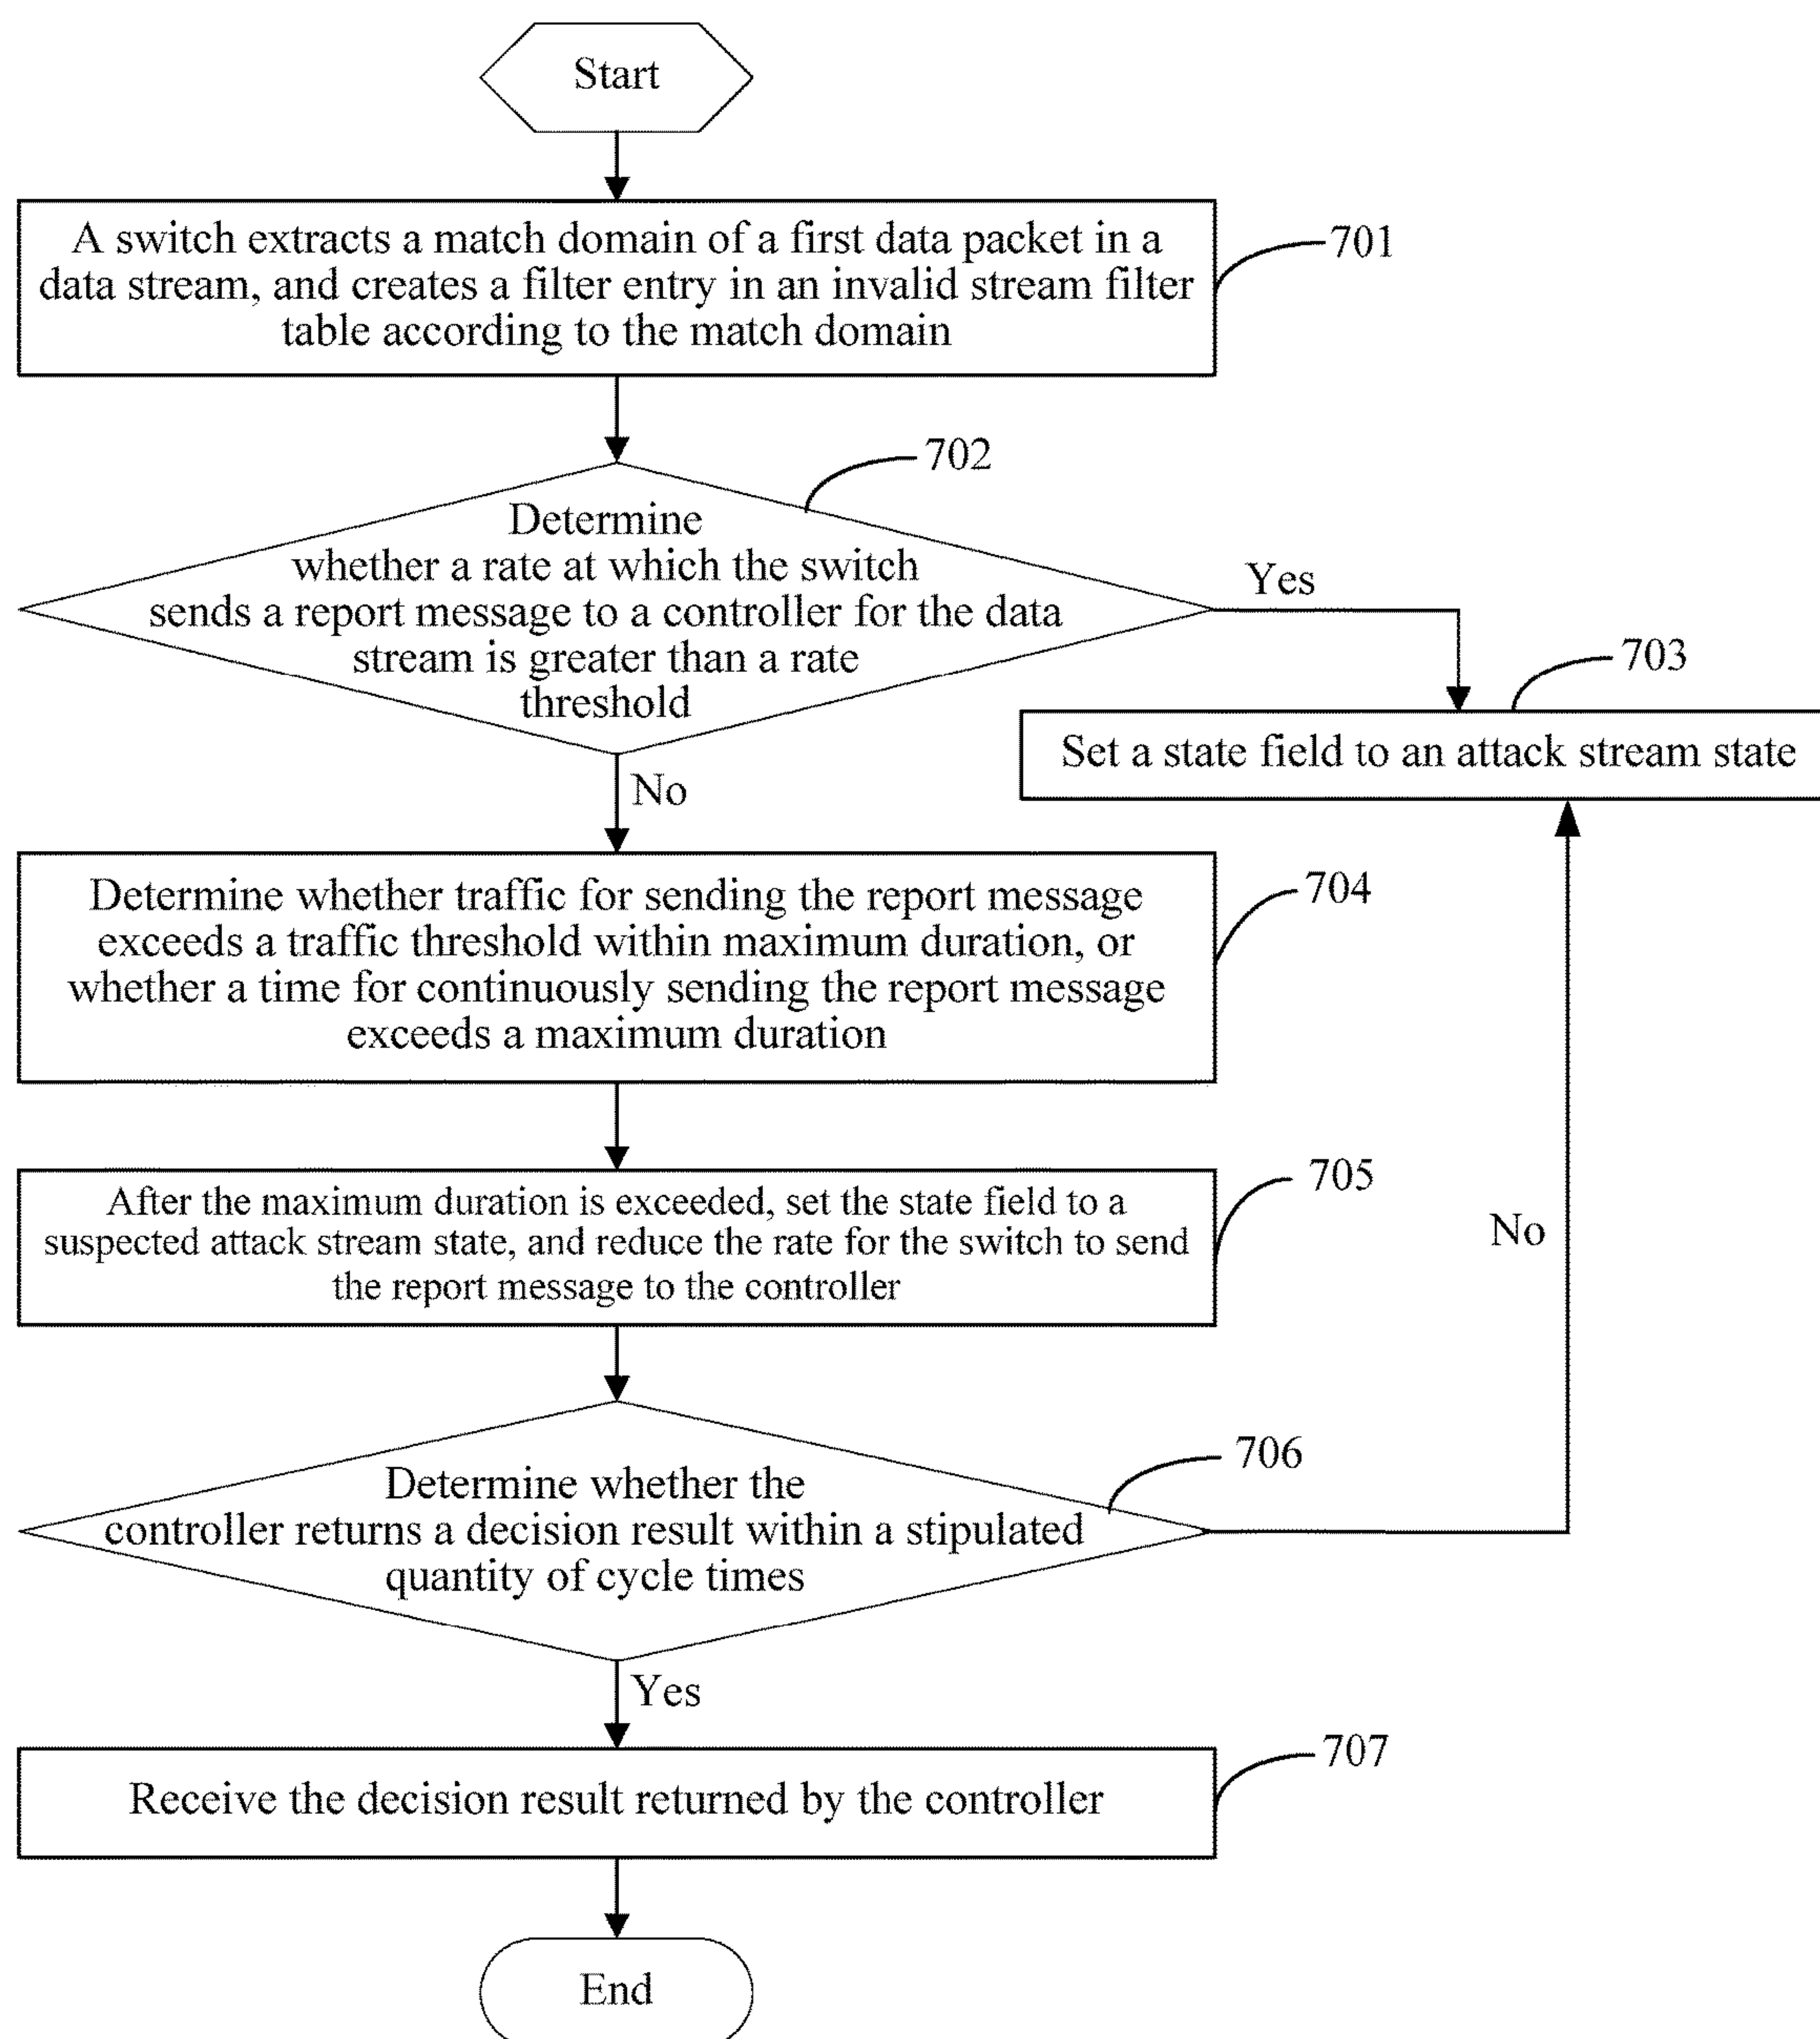 Start
A switch extracts a match domain of a first data packet in a
data stream, and creates a filter entry in an invalid stream filter
table according to the match domain
701
702
Determine
whether a rate at which the switch
sends a report message to a controller for the data
stream is greater than a rate
threshold
Yes
703
Set a state field to an attack stream state
No
704
Determine whether traffic for sending the report message
exceeds a traffic threshold within maximum duration, or
whether a time for continuously sending the report message
exceeds a maximum duration
705
After the maximum duration is exceeded, set the state field to a
suspected attack stream state, and reduce the rate for the switch to send
the report message to the controller
No
706
Determine whether the
controller returns a decision result within a stipulated
quantity of cycle times
Yes
707
Receive the decision result returned by the controller
End